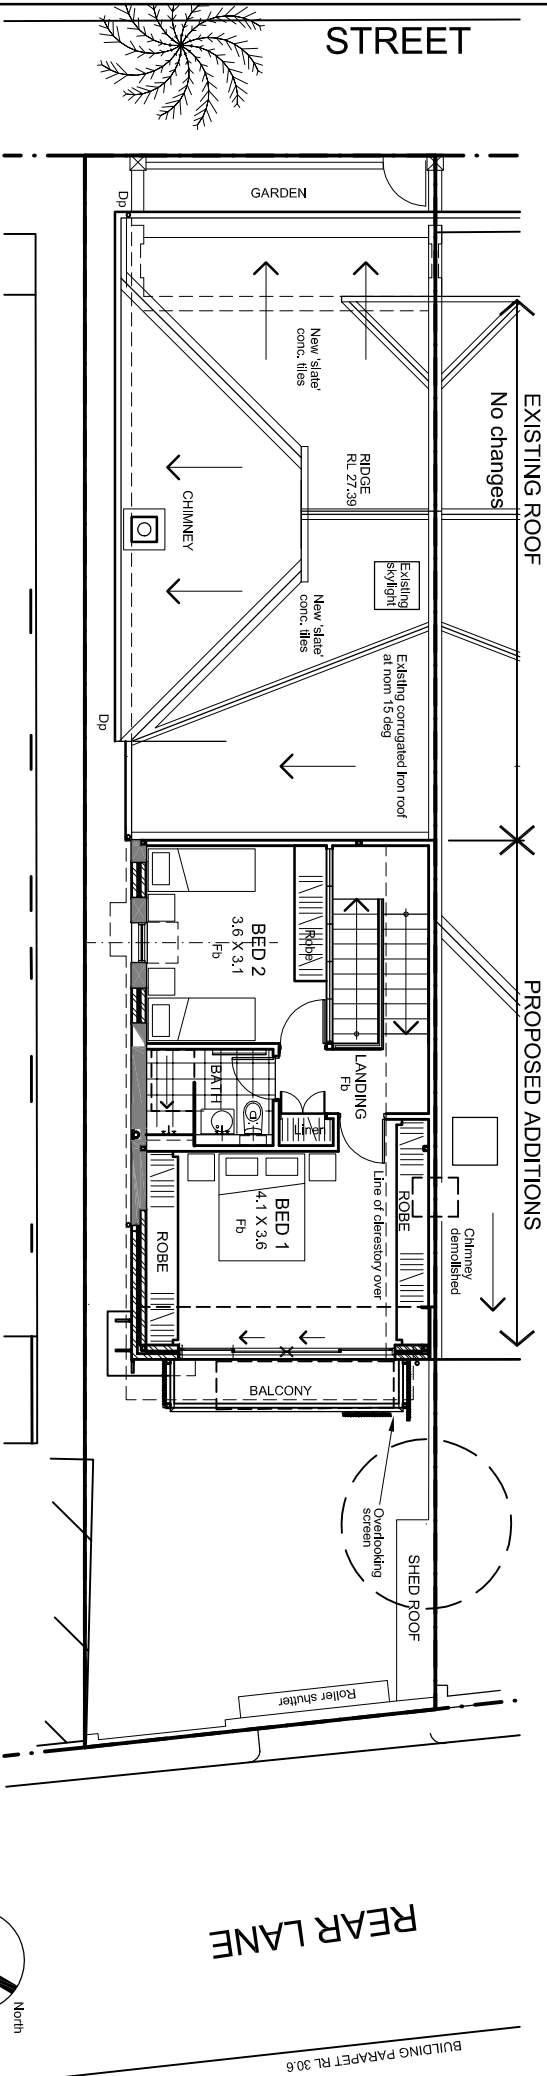 STREET
GARDEN
Dp
EXISTING ROOF
No changes
New 'slate'
conc. tiles
RIDGE
RL 27.39
CHIMNEY
Existing
skylight
New 'slate'
conc. tiles
Existing corrugated iron roof
at nom 15 deg
Dp
PROPOSED ADDITIONS
BED 2
3.6 X 3.1
Fb
Robe
LANDING
Fb
BATH
Linen
BED 1
4.1 X 3.6
Fb
Line of clerestory over
ROBE
ROBE
Chimney
demolished
BALCONY
Overlooking
screen
SHED ROOF
Roller shutter
REAR LANE
North
BUILDING PARAPET RL 30.6